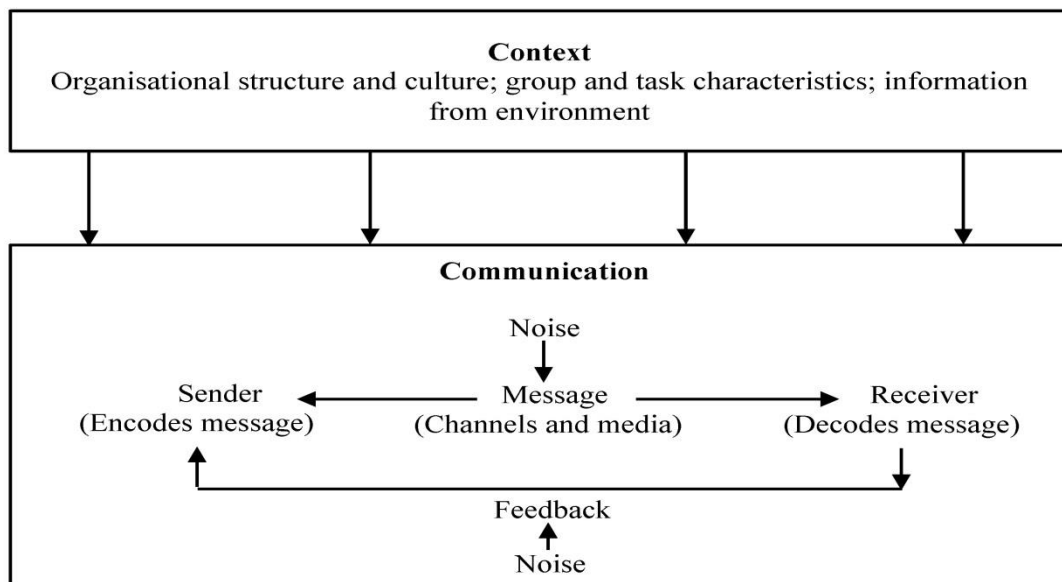 Context
Organisational structure and culture; group and task characteristics; information
from environment
Communication
Noise
Sender
Message
Receiver
(Encodes message)
(Channels and media)
(Decodes message)
Feedback
Noise